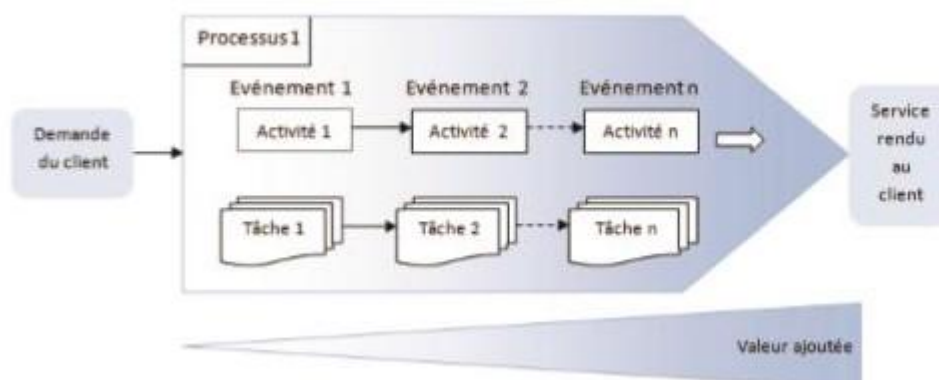 Processus 1
Evénement 1
Evénement 2
Evénement n
Demande
du client
Activité 1
Activité 2
Activité n
Service
rendu
au
client
Tâche 1
Tâche 2
Tâche n
Valeur ajoutée